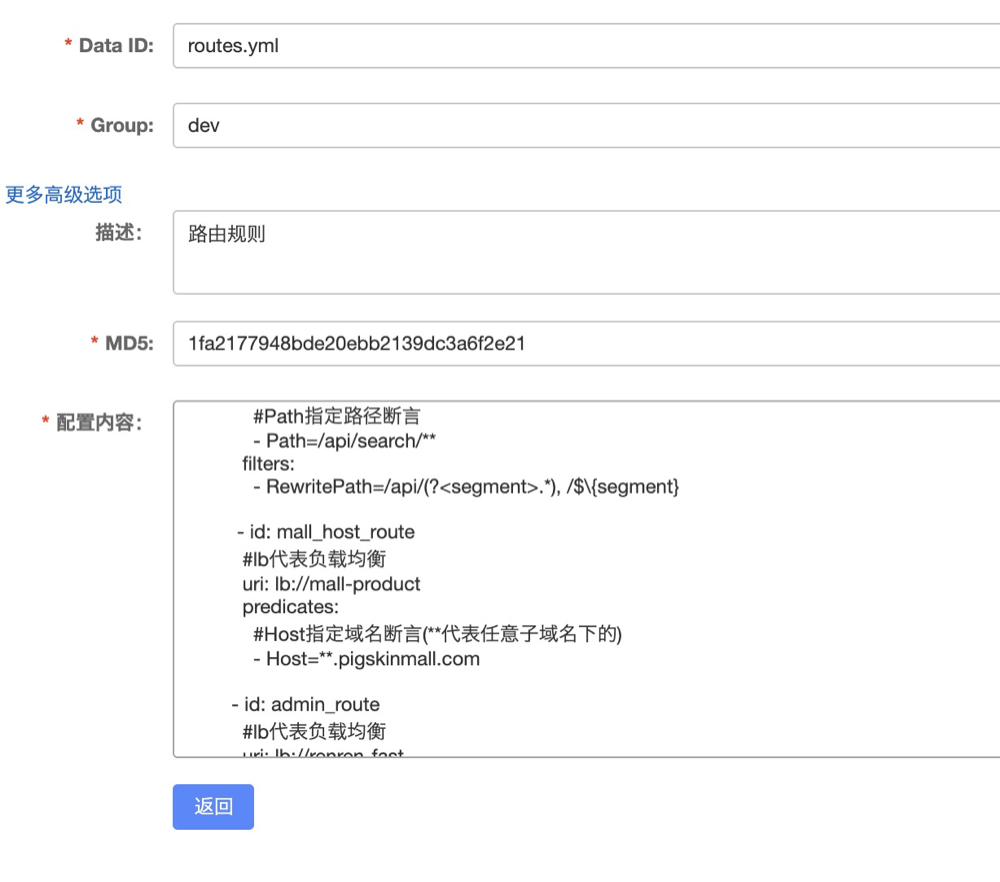 * Data ID: routes.yml
* Group: dev
更多高级选项
描述: 路由规则
* MD5: 1fa2177948bde20ebb2139dc3a6f2e21
* 配置内容:
#Path指定路径断言
- Path=/api/search/**
filters:
- RewritePath=/api/(?<segment>.*), /$\{segment}
- id: mall_host_route
#lb代表负载均衡
uri: lb://mall-product
predicates:
#Host指定域名断言(**代表任意子域名下的)
- Host=**.pigskinmall.com
- id: admin_route
#lb代表负载均衡
uri: lb://renren-fast
返回